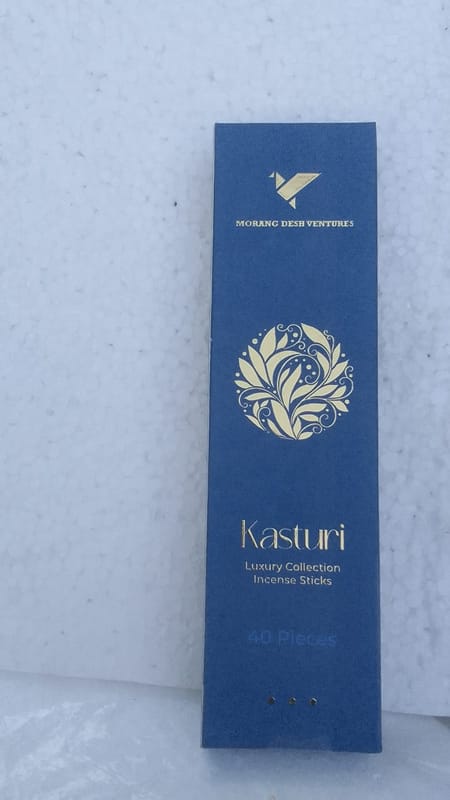 MORANG DESH VENTURES
Kasturi
Luxury Collection
Incense Sticks
40 Pieces